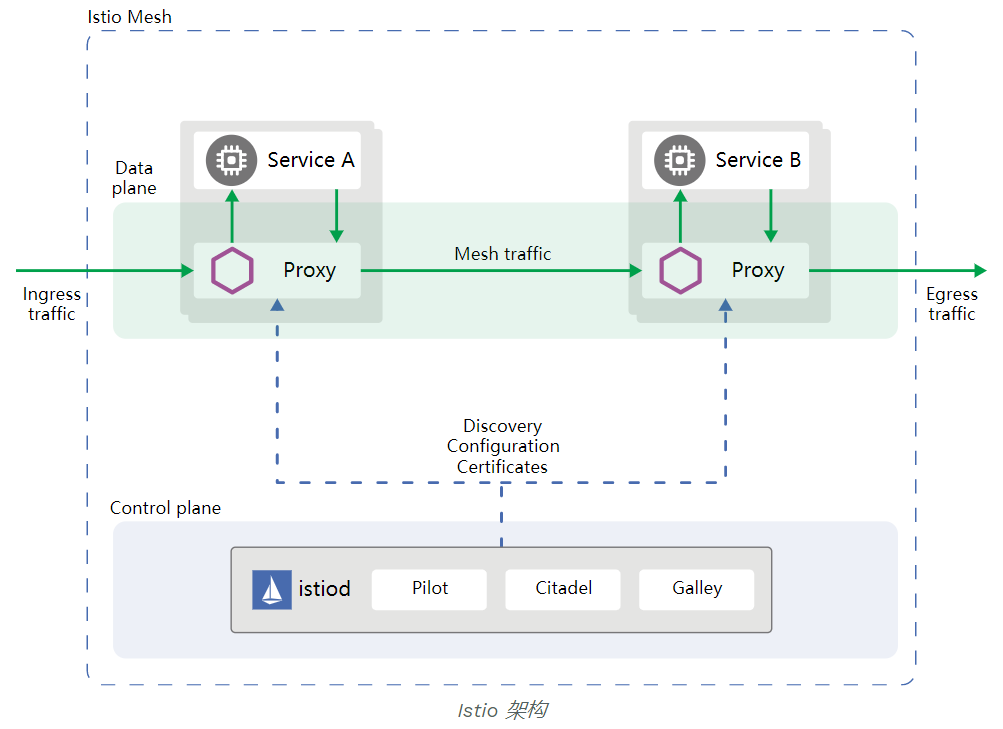 Istio Mesh
Service A
Service B
Data
plane
Proxy
Mesh traffic
Proxy
Ingress
traffic
Egress
traffic
Discovery
Configuration
Certificates
Control plane
istiod
Pilot
Citadel
Galley
Istio 架构